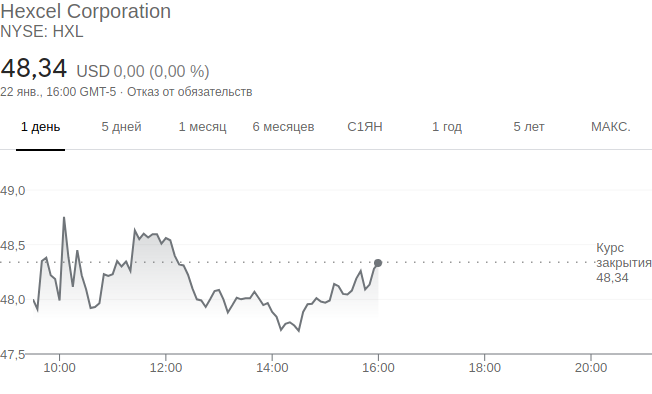 Hexcel Corporation
NYSE: HXL
48,34 USD 0,00 (0,00 %)
22 янв., 16:00 GMT-5 · Отказ от обязательств
1 день 5 дней 1 месяц 6 месяцев С1ЯН 1 год 5 лет МАКС.
49,0
48,5
Курс
закрытия
48,34
48,0
47,5
10:00 12:00 14:00 16:00 18:00 20:00